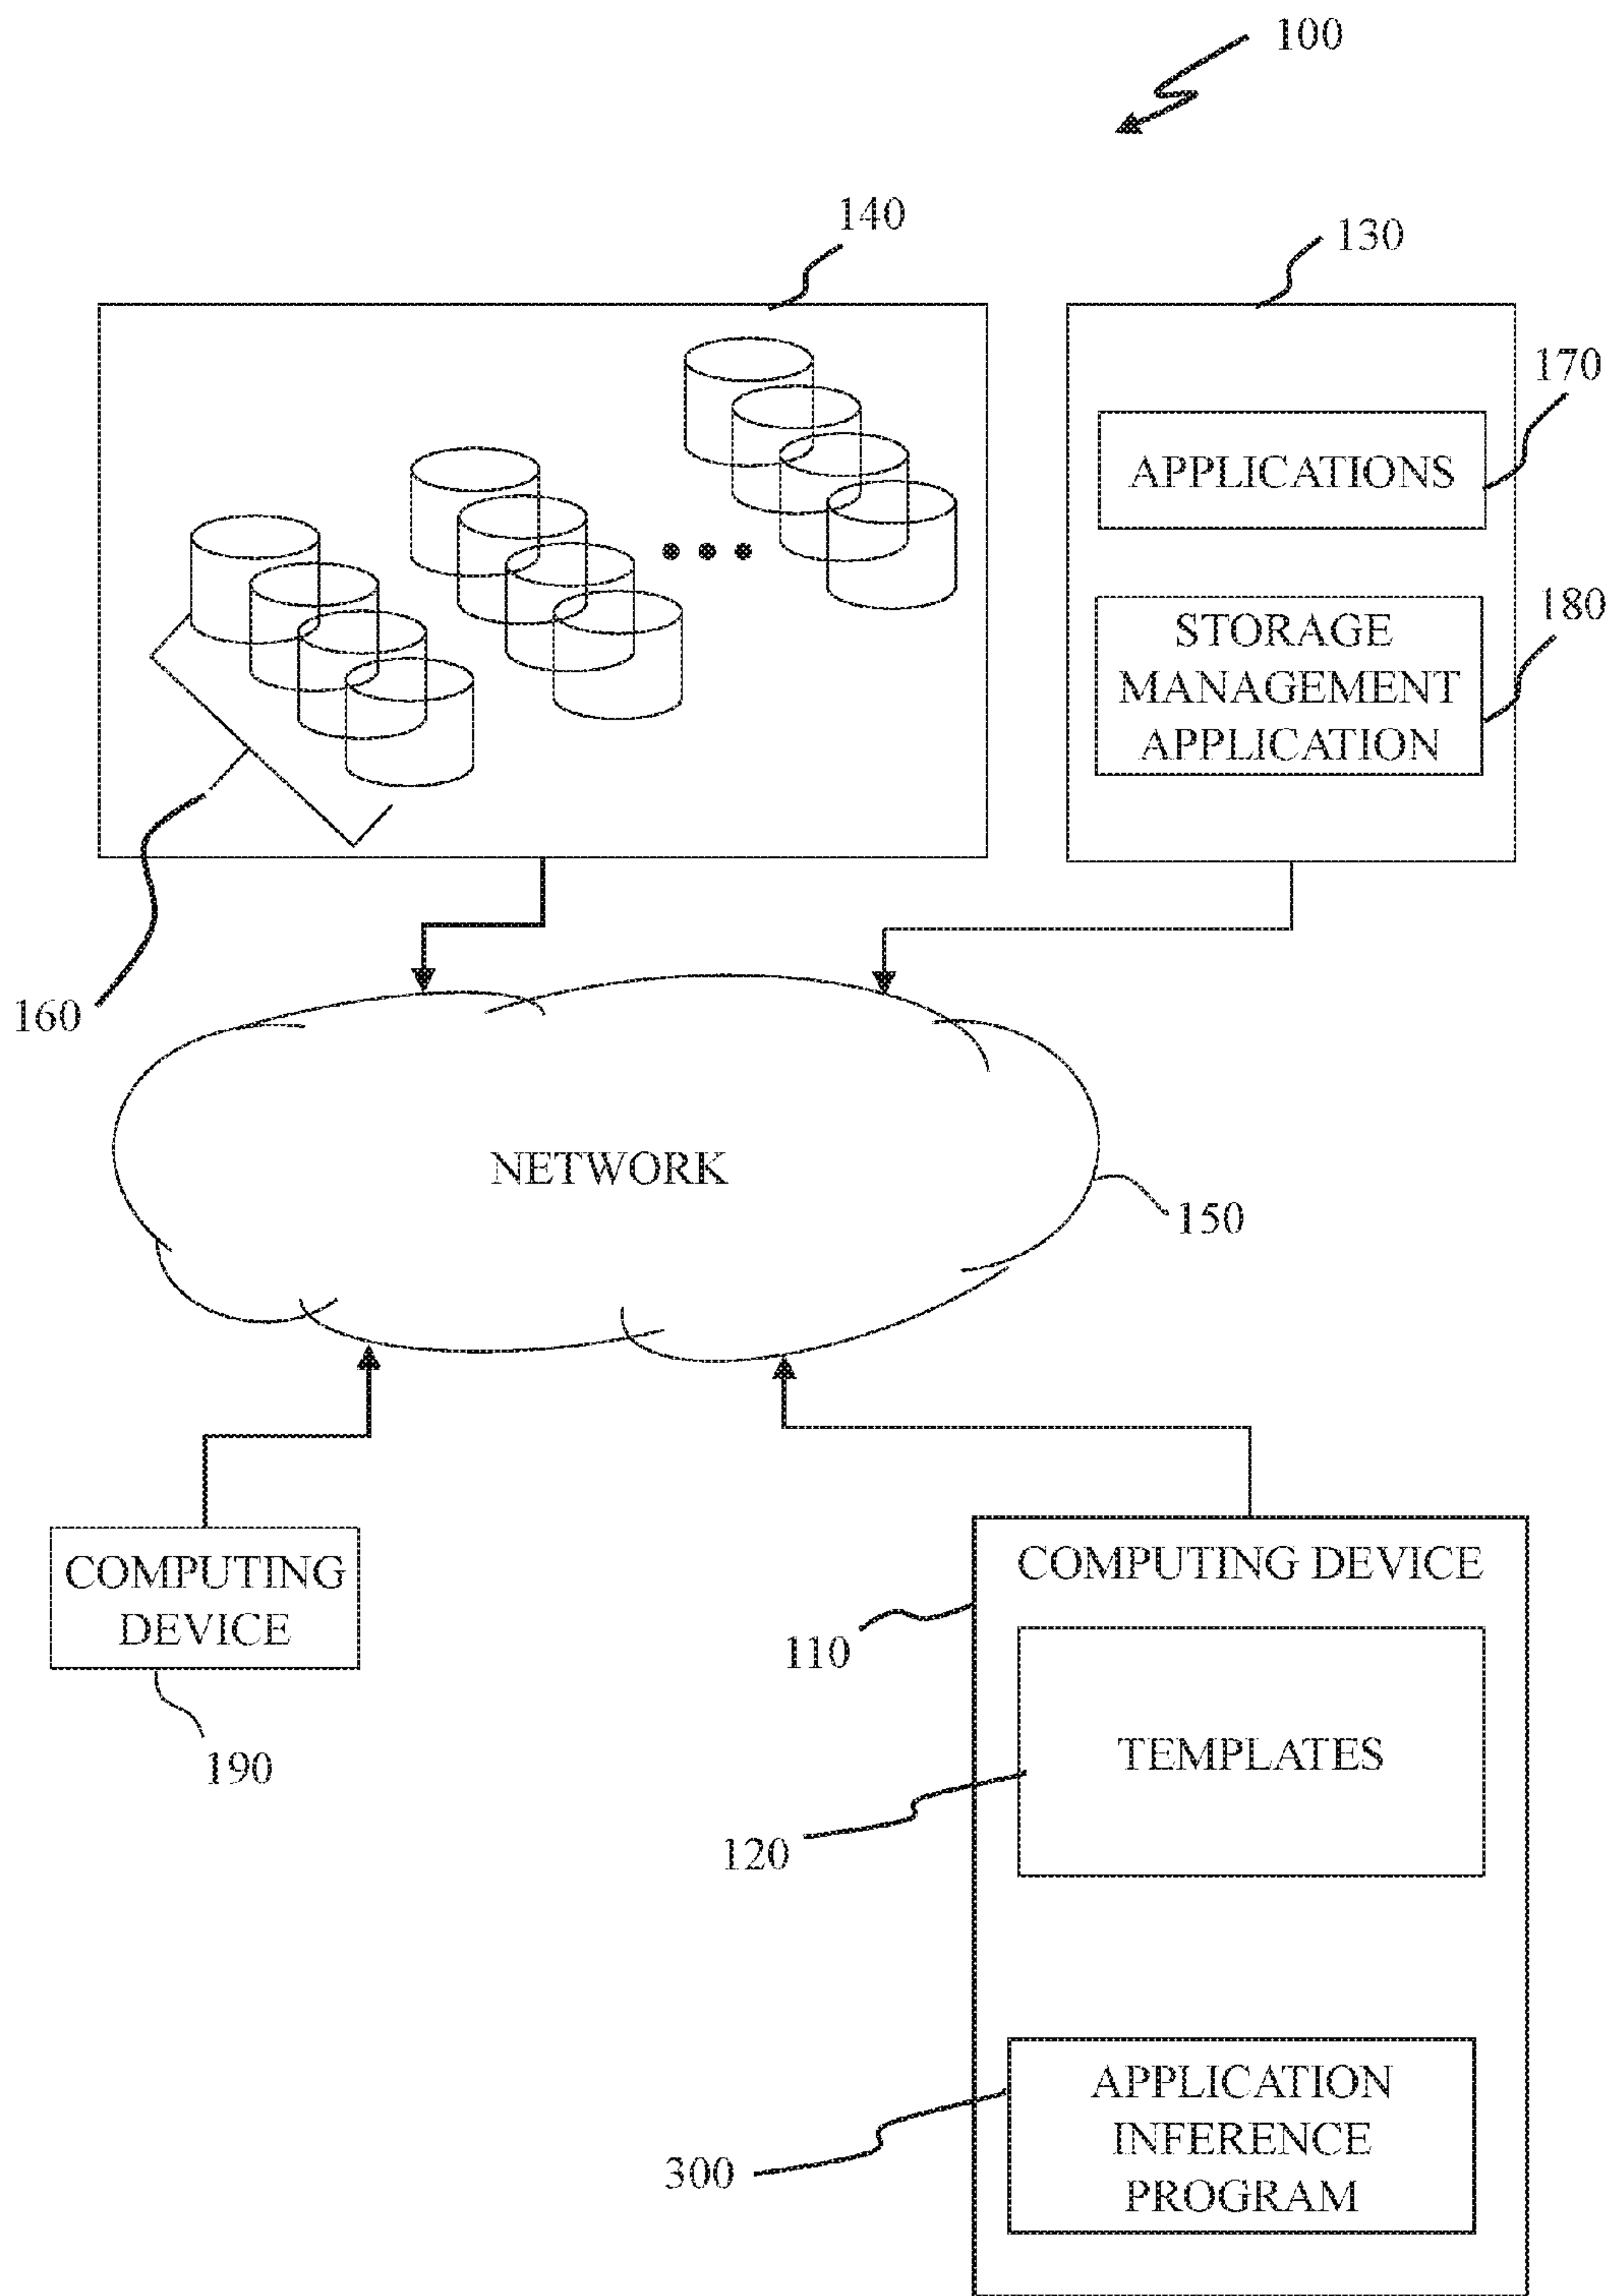 100
140
130
170
APPLICATIONS
180
STORAGE
MANAGEMENT
APPLICATION
160
NETWORK
150
COMPUTING
DEVICE
190
COMPUTING DEVICE
110
TEMPLATES
120
APPLICATION
INFERENCE
PROGRAM
300